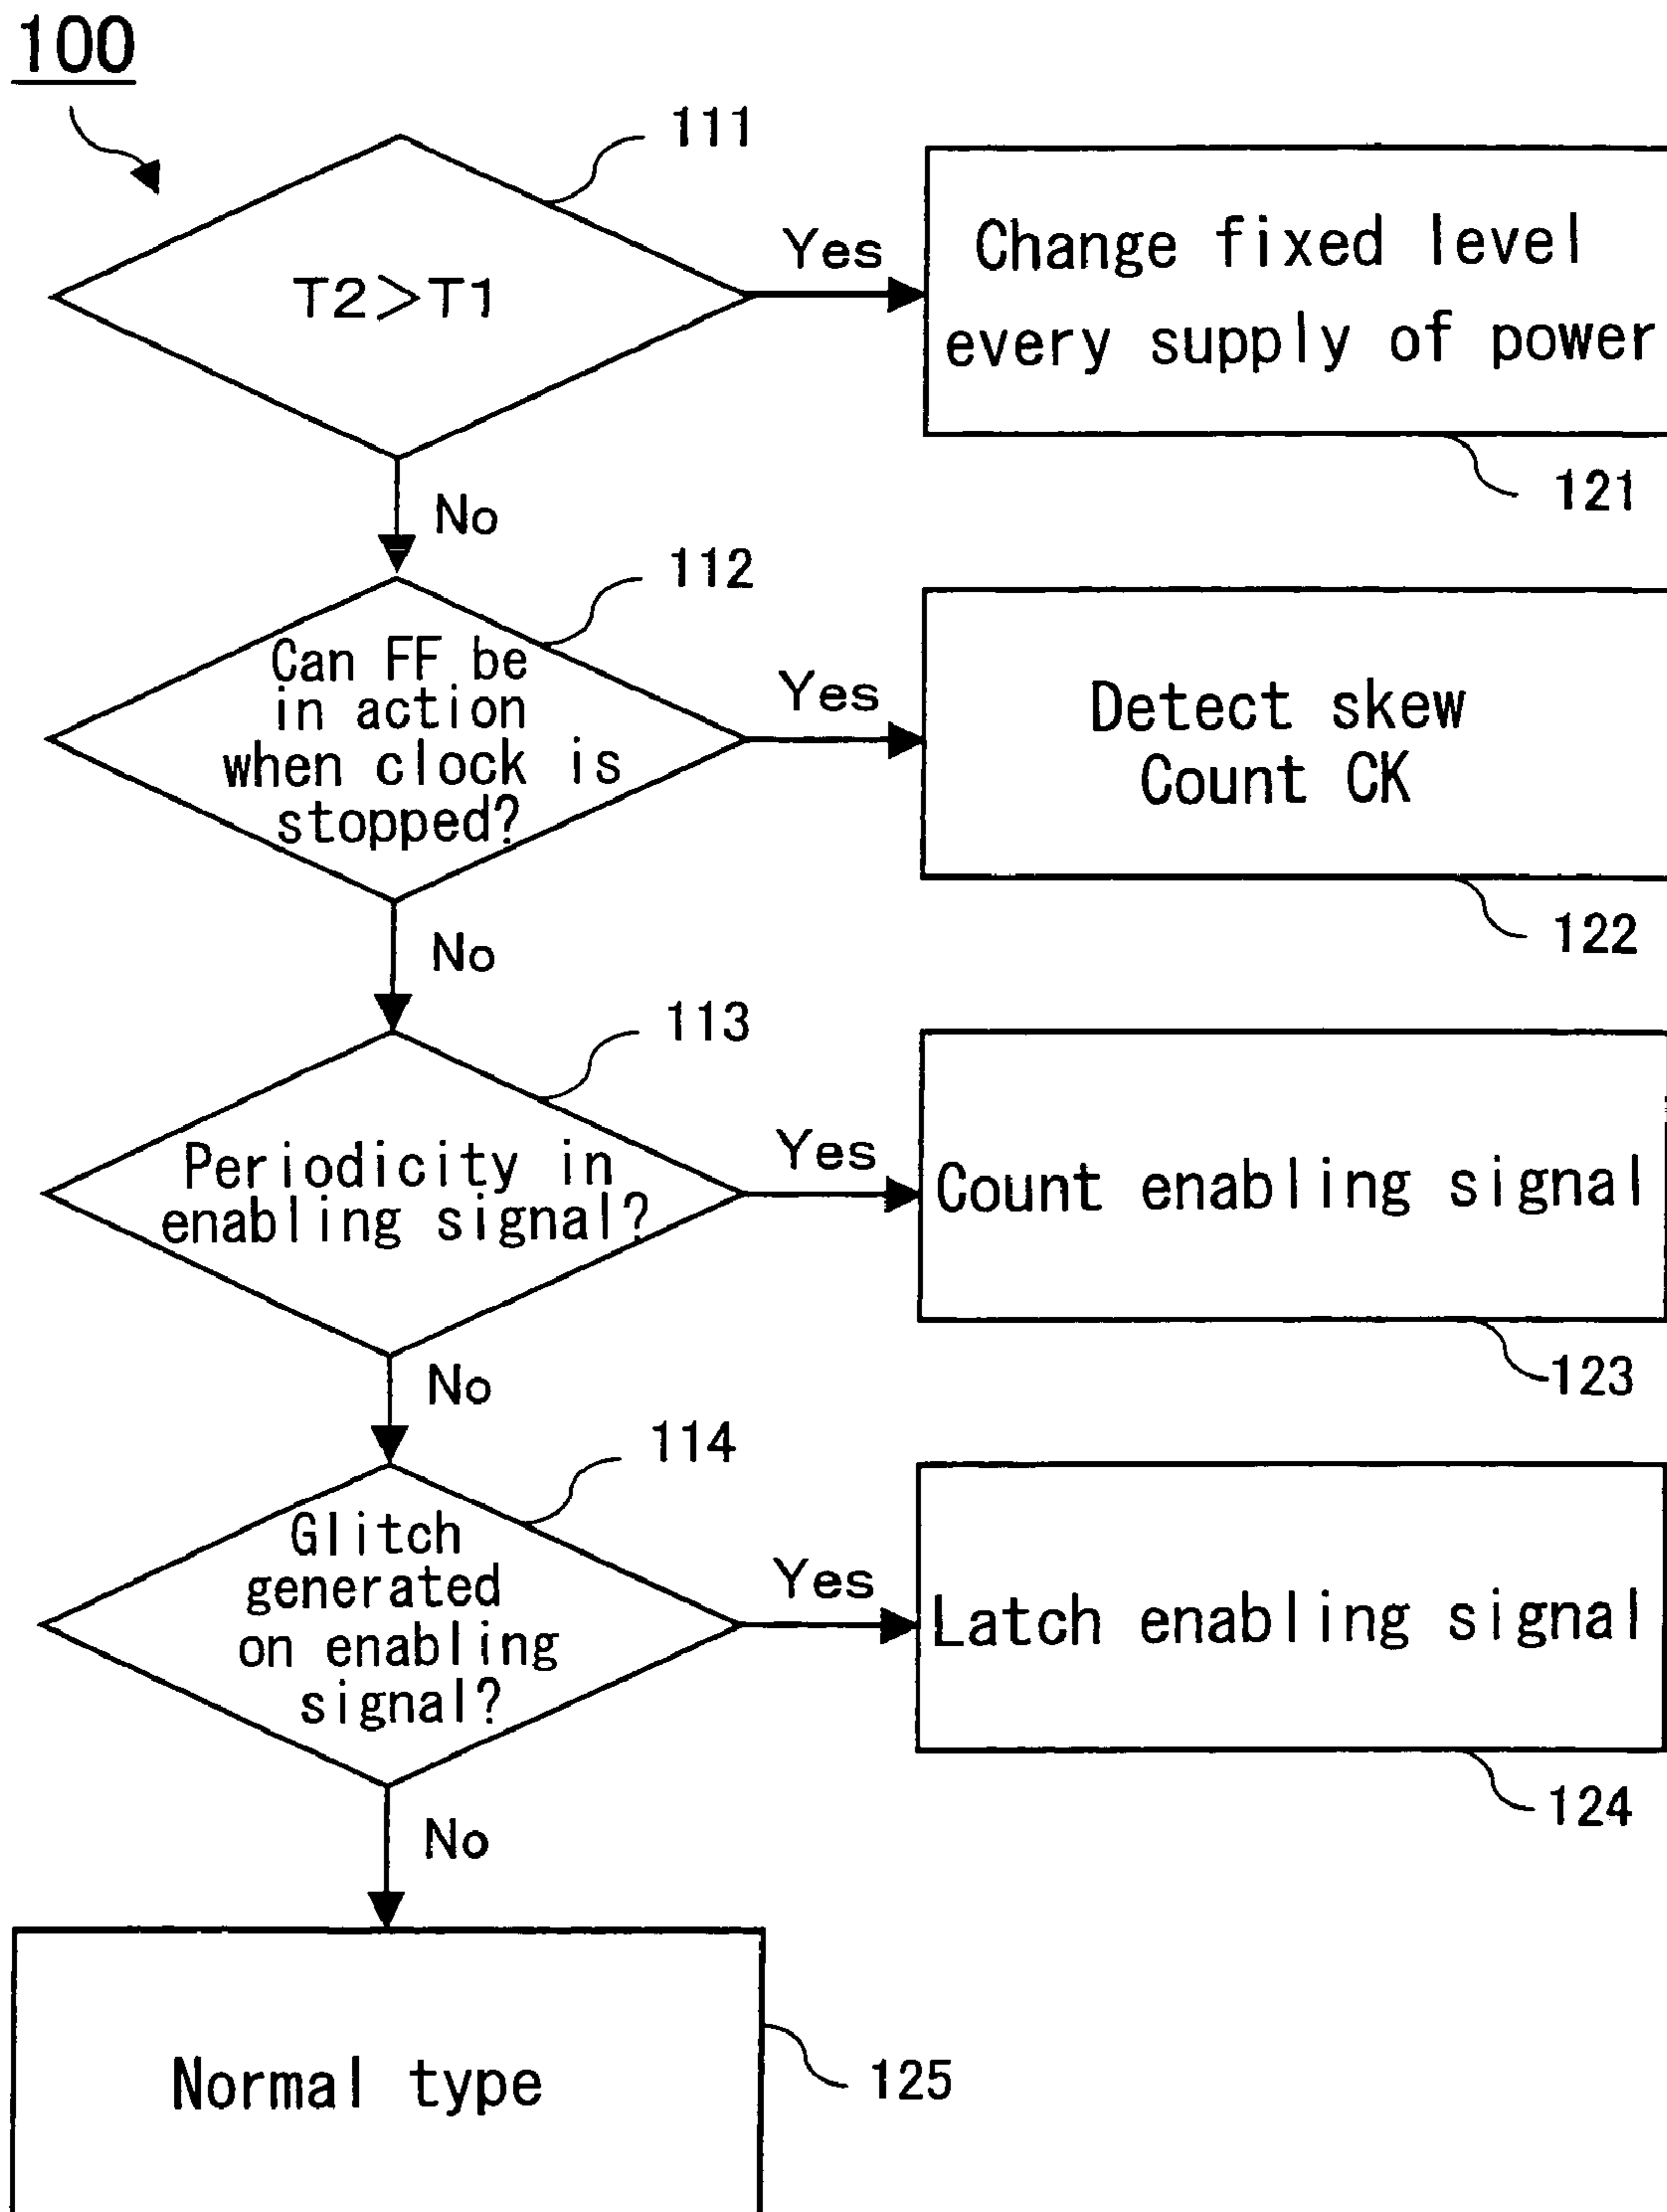 100
111
T2>T1
Yes
Change fixed level
every supply of power
121
No
112
Can FF be
in action
when clock is
stopped?
Yes
Detect skew
Count CK
122
No
113
Periodicity in
enabling signal?
Yes
Count enabling signal
123
No
114
Glitch
generated
on enabling
signal?
Yes
Latch enabling signal
124
No
Normal type
125